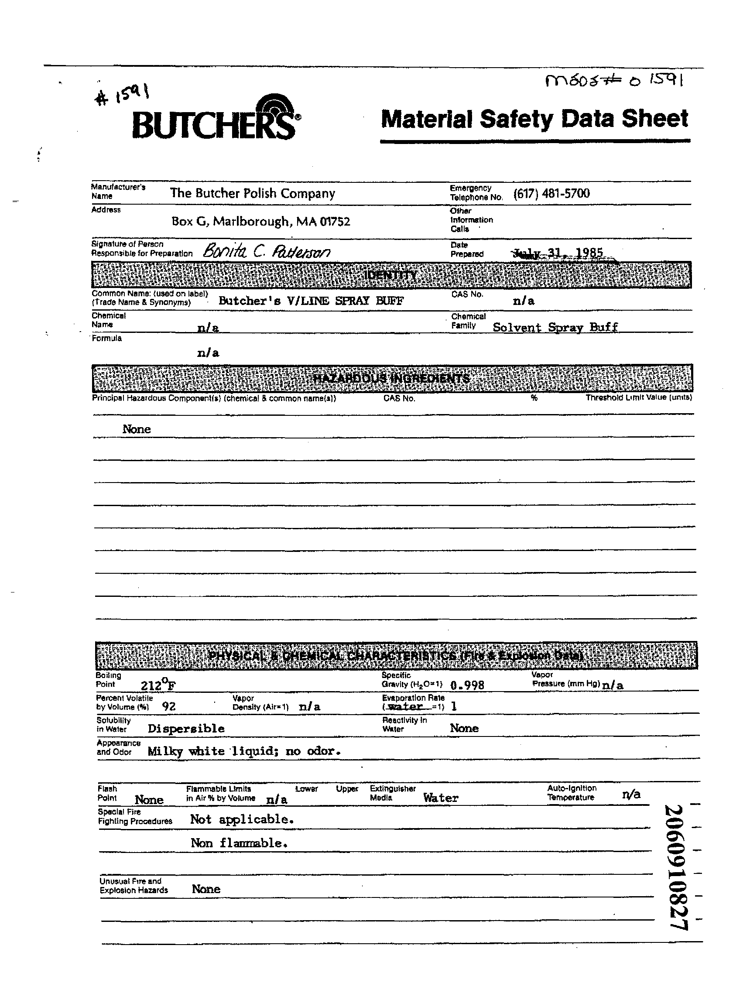 MSDS # 01591
# 1591
BUTCHER'S®
Material Safety Data Sheet
Manufacturer's Name The Butcher Polish Company Emergency Telephone No. (617) 481-5700
Address Box G, Marlborough, MA 01752 Other Information Calls
Signature of Person Responsible for Preparation Bonita C. Patterson Date Prepared July 31, 1985
IDENTITY
Common Name: (used on label) (Trade Name & Synonyms) Butcher's V/LINE SPRAY BUFF CAS No. n/a
Chemical Name n/a Chemical Family Solvent Spray Buff
Formula n/a
HAZARDOUS INGREDIENTS
Principal Hazardous Component(s) (chemical & common name(s)) CAS No. % Threshold Limit Value (units)
None
PHYSICAL & CHEMICAL CHARACTERISTICS (Fire & Explosion Data)
Boiling Point 212°F Specific Gravity (H₂O=1) 0.998 Vapor Pressure (mm Hg) n/a
Percent Volatile by Volume (%) 92 Vapor Density (Air=1) n/a Evaporation Rate (water=1) 1
Solubility in Water Dispersible Reactivity in Water None
Appearance and Odor Milky white liquid; no odor.
Flash Point None Flammable Limits in Air % by Volume n/a Lower Upper Extinguisher Media Water Auto-Ignition Temperature n/a
Special Fire Fighting Procedures Not applicable.
Non flammable.
Unusual Fire and Explosion Hazards None
2060910827